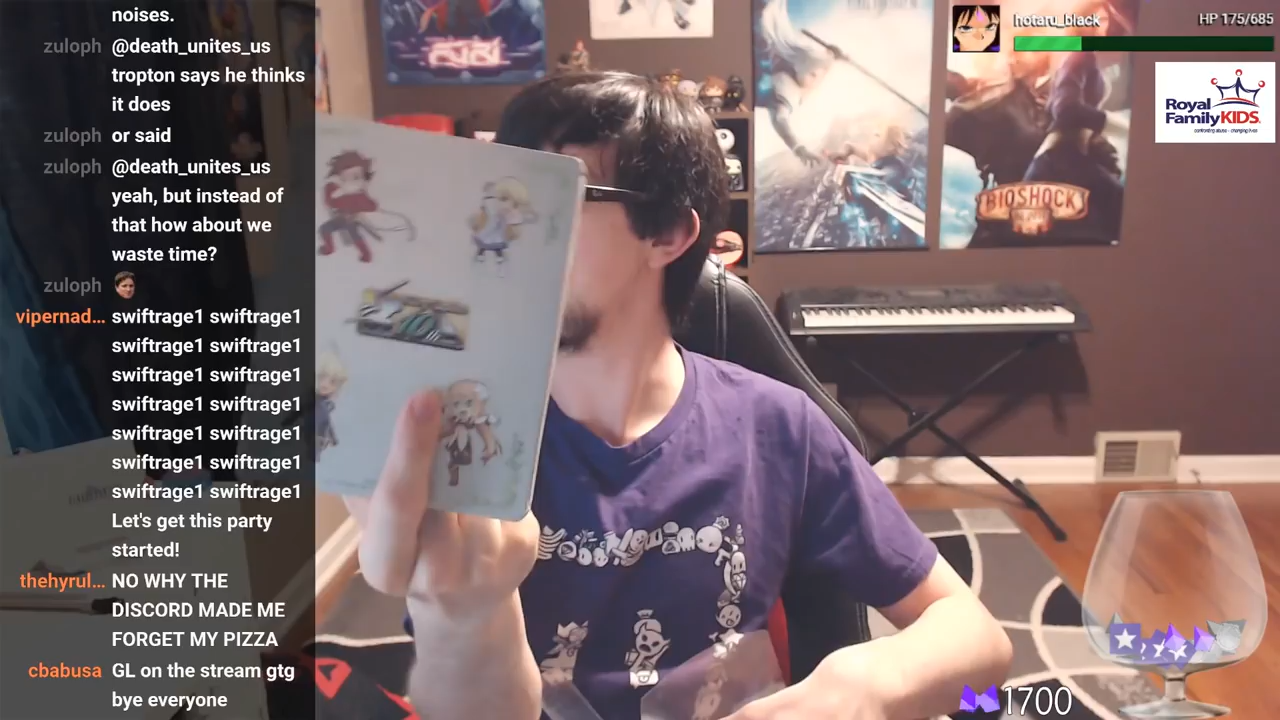 noises.
zuloph @death_unites_us
tropton says he thinks
it does
zuloph or said
zuloph @death_unites_us
yeah, but instead of
that how about we
waste time?
zuloph
vipernad... swiftrage1 swiftrage1
swiftrage1 swiftrage1
swiftrage1 swiftrage1
swiftrage1 swiftrage1
swiftrage1 swiftrage1
swiftrage1 swiftrage1
swiftrage1 swiftrage1
Let's get this party
started!
thehyrul... NO WHY THE
DISCORD MADE ME
FORGET MY PIZZA
cbabusa GL on the stream gtg
bye everyone
hotaru_black HP 175/685
Royal
FamilyKIDS
BIOSHOCK
1700